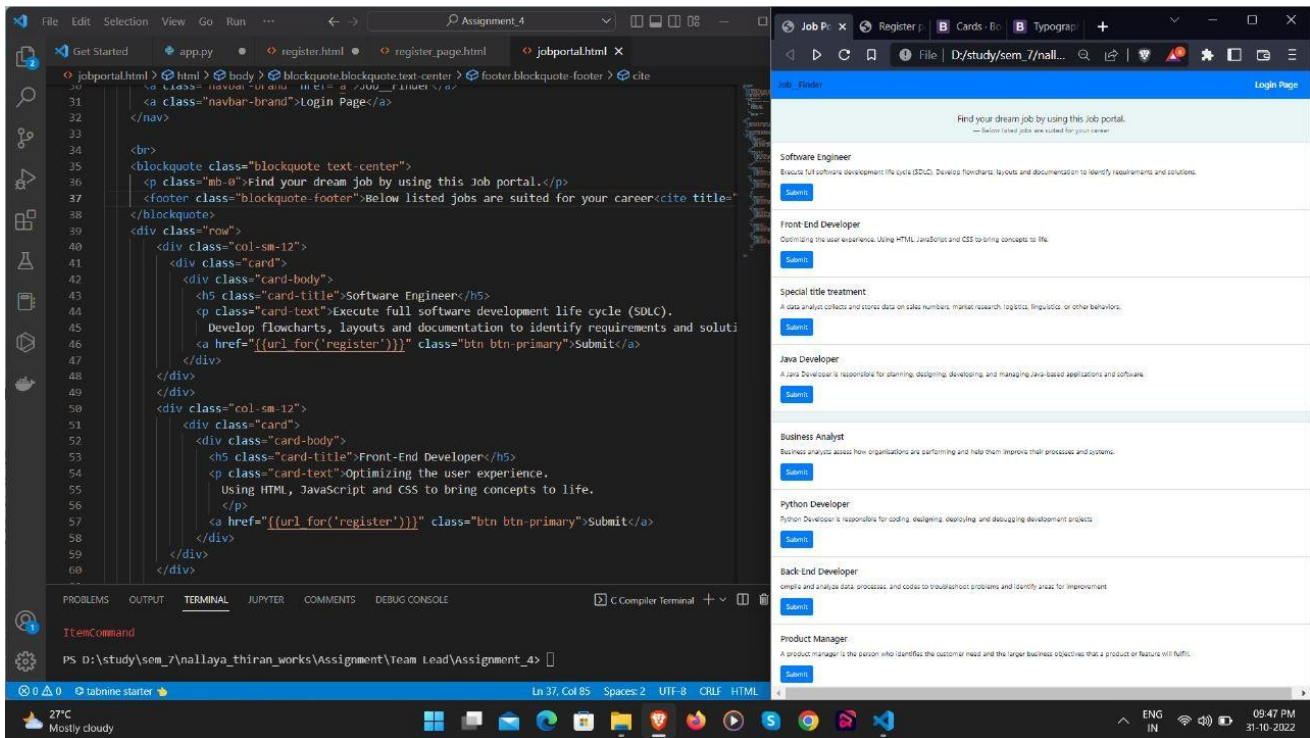 File Edit Selection View Go Run ··· ← → Assignment_4
Get Started app.py register.html register_page.html jobportal.html
jobportal.html > html > body > blockquote.blockquote.text-center > footer.blockquote-footer > cite
31 <a class="navbar-brand">Login Page</a>
32 </nav>
33
34 <br>
35 <blockquote class="blockquote text-center">
36 <p class="mb-0">Find your dream job by using this Job portal.</p>
37 <footer class="blockquote-footer">Below listed jobs are suited for your career<cite title="
38 </blockquote>
39 <div class="row">
40 <div class="col-sm-12">
41 <div class="card">
42 <div class="card-body">
43 <h5 class="card-title">Software Engineer</h5>
44 <p class="card-text">Execute full software development life cycle (SDLC).
45 Develop flowcharts, layouts and documentation to identify requirements and soluti
46 <a href="{{url_for('register')}}" class="btn btn-primary">Submit</a>
47 </div>
48 </div>
49 </div>
50 <div class="col-sm-12">
51 <div class="card">
52 <div class="card-body">
53 <h5 class="card-title">Front-End Developer</h5>
54 <p class="card-text">Optimizing the user experience.
55 Using HTML, JavaScript and CSS to bring concepts to life.
56 </p>
57 <a href="{{url_for('register')}}" class="btn btn-primary">Submit</a>
58 </div>
59 </div>
60 </div>
PROBLEMS OUTPUT TERMINAL JUPYTER COMMENTS DEBUG CONSOLE C Compiler Terminal
ItemCommand
PS D:\study\sem_7\nallaya_thiran_works\Assignment\Team Lead\Assignment_4>
0 0 tabnine starter Ln 37, Col 85 Spaces: 2 UTF-8 CRLF HTML
Job Po Register p Cards · Bo Typograp
File D:/study/sem_7/nall...
Job__Finder Login Page
Find your dream job by using this Job portal.
— Below listed jobs are suited for your career
Software Engineer
Execute full software development life cycle (SDLC). Develop flowcharts, layouts and documentation to identify requirements and solutions.
Submit
Front-End Developer
Optimizing the user experience. Using HTML, JavaScript and CSS to bring concepts to life.
Submit
Special title treatment
A data analyst collects and stores data on sales numbers, market research, logistics, linguistics, or other behaviors.
Submit
Java Developer
A Java Developer is responsible for planning, designing, developing, and managing Java-based applications and software.
Submit
Business Analyst
Business analysts assess how organisations are performing and help them improve their processes and systems.
Submit
Python Developer
Python Developer is responsible for coding, designing, deploying, and debugging development projects
Submit
Back-End Developer
ompile and analyze data, processes, and codes to troubleshoot problems and identify areas for improvement
Submit
Product Manager
A product manager is the person who identifies the customer need and the larger business objectives that a product or feature will fulfill.
Submit
27°C
Mostly cloudy
ENG
IN
09:47 PM
31-10-2022